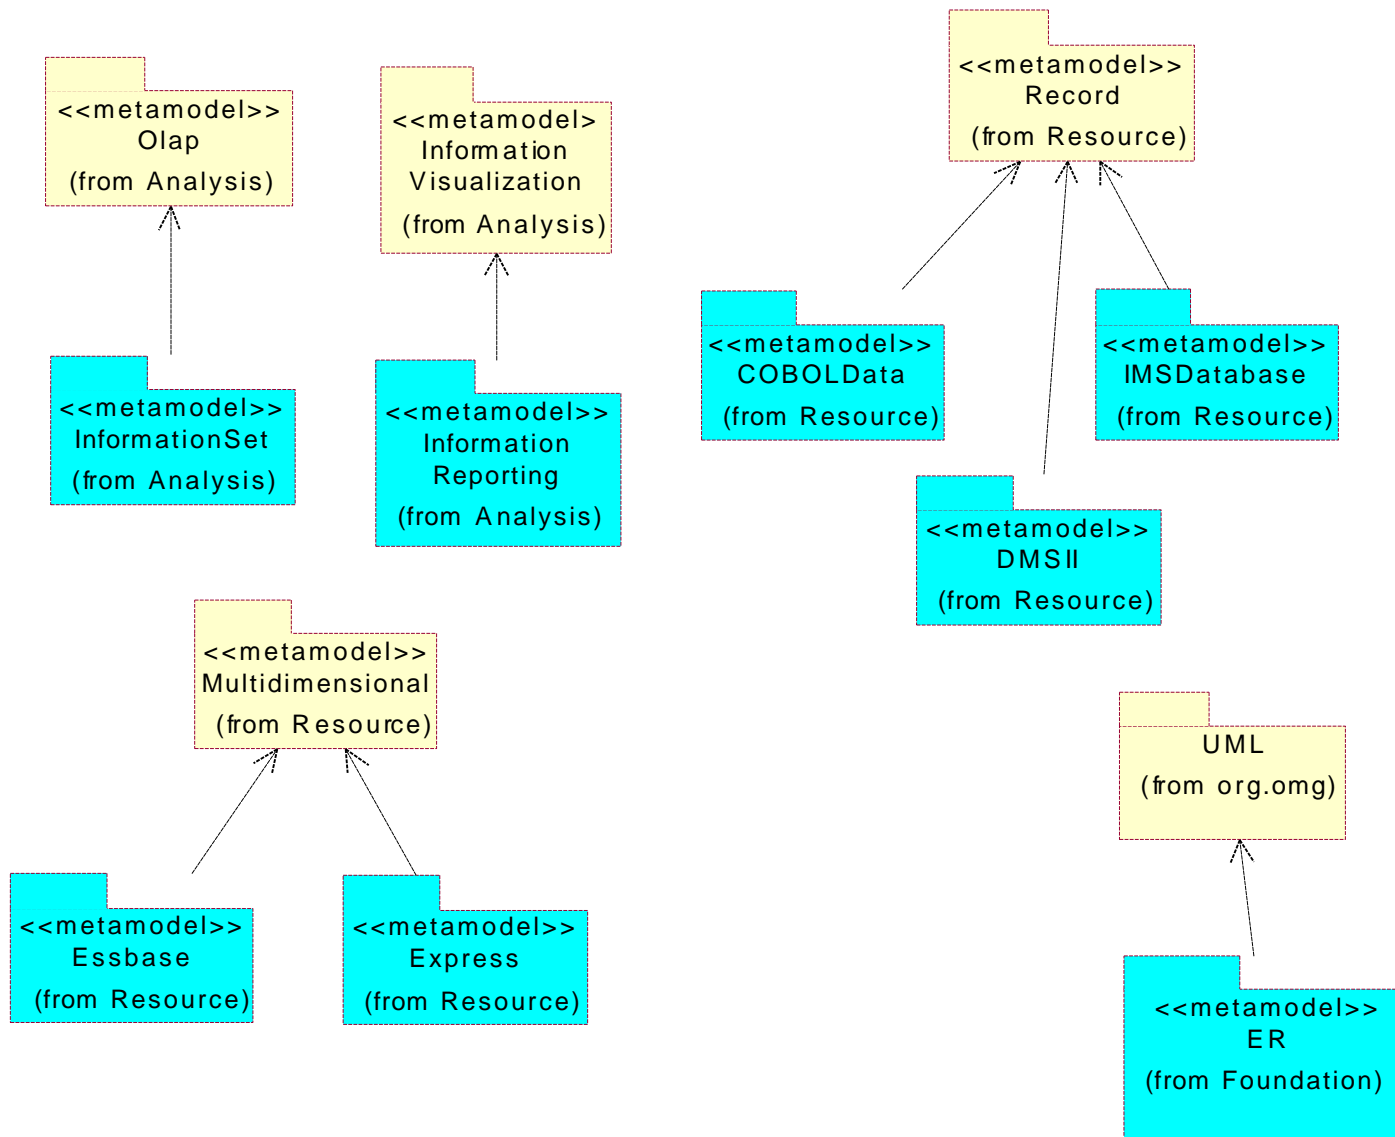 <<metamodel>>
Olap
(from Analysis)
<<metamodel>
Information
Visualization
(from Analysis)
<<metamodel>>
Record
(from Resource)
<<metamodel>>
InformationSet
(from Analysis)
<<metamodel>>
Information
Reporting
(from Analysis)
<<metamodel>>
COBOLData
(from Resource)
<<metamodel>>
IMSDatabase
(from Resource)
<<metamodel>>
DMSII
(from Resource)
<<metamodel>>
Multidimensional
(from Resource)
UML
(from org.omg)
<<metamodel>>
Essbase
(from Resource)
<<metamodel>>
Express
(from Resource)
<<metamodel>>
ER
(from Foundation)